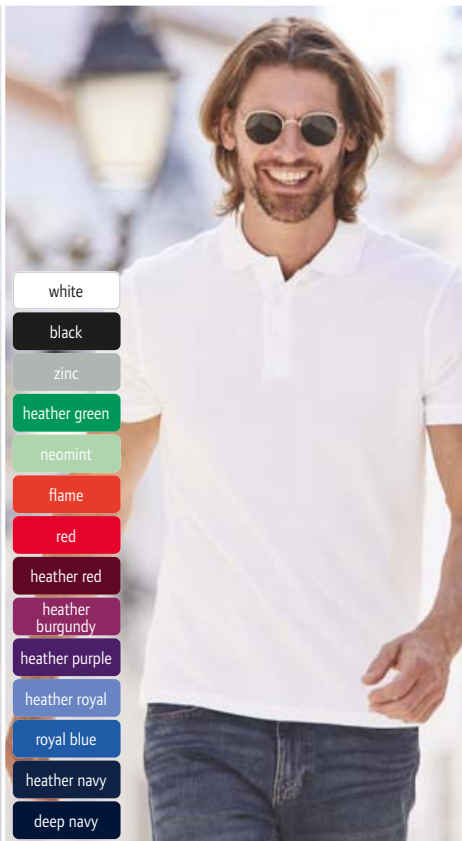 white
black
zinc
heather green
neomint
flame
red
heather red
heather
burgundy
heather purple
heather royal
royal blue
heather navy
deep navy